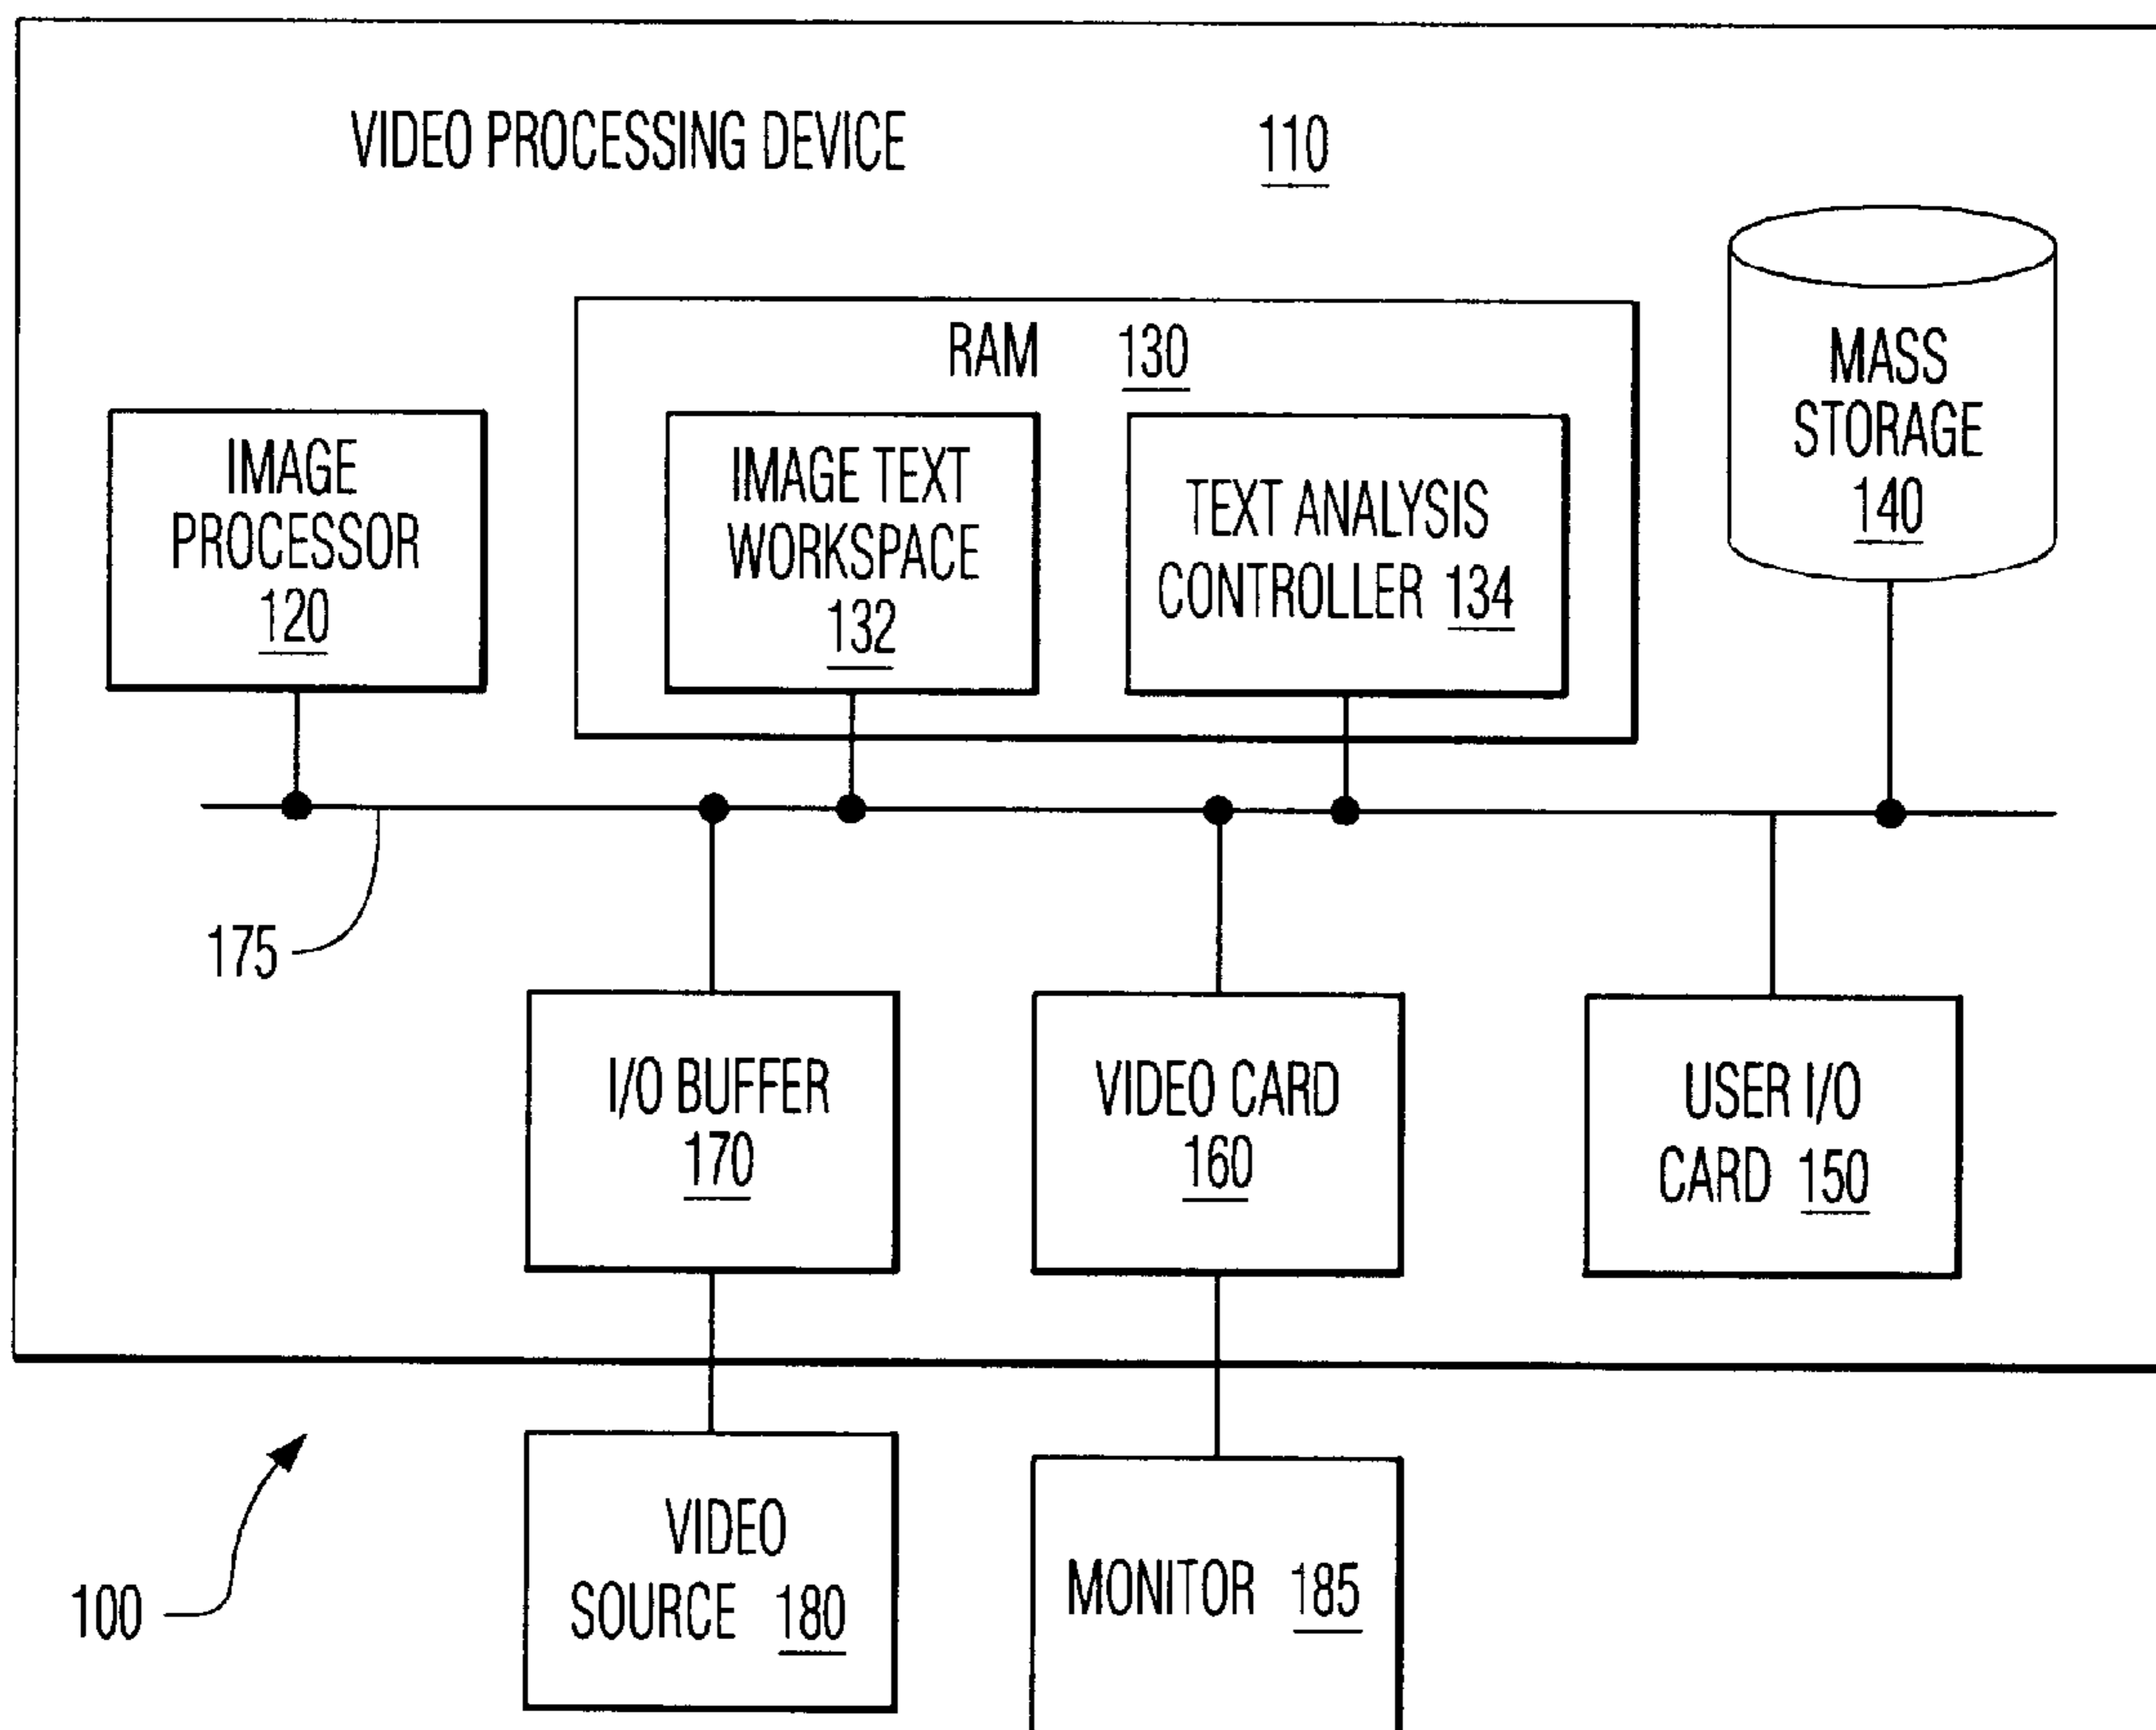 VIDEO PROCESSING DEVICE 110
RAM 130
MASS
STORAGE
140
IMAGE
PROCESSOR
120
IMAGE TEXT
WORKSPACE
132
TEXT ANALYSIS
CONTROLLER 134
175
I/O BUFFER
170
VIDEO CARD
160
USER I/O
CARD 150
100
VIDEO
SOURCE 180
MONITOR 185